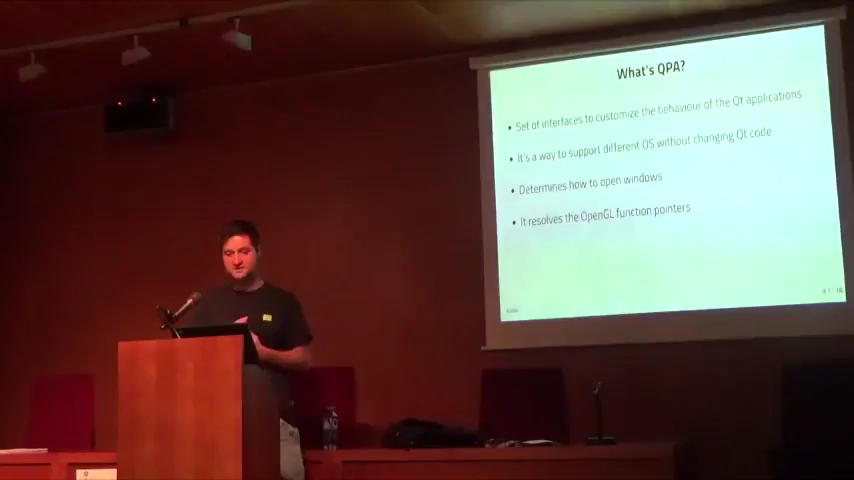 What's QPA?
• Set of interfaces to customize the behaviour of the Qt applications
• It's a way to support different OS without changing Qt code
• Determines how to open windows
• It resolves the OpenGL function pointers